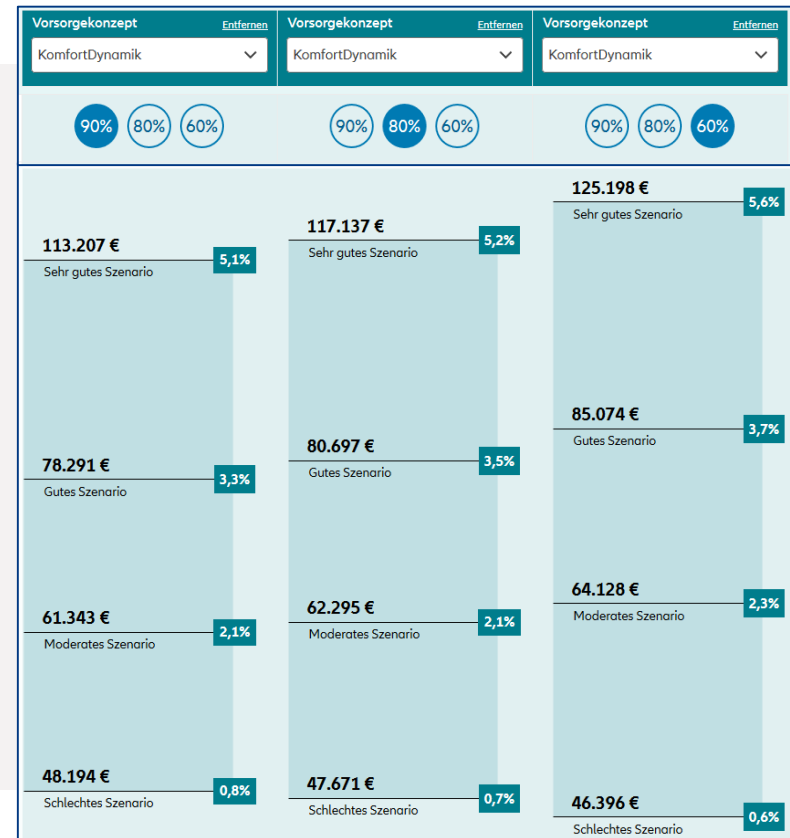 Vorsorgekonzept Entfernen
KomfortDynamik
90% 80% 60%
113.207 €
5,1%
Sehr gutes Szenario
78.291 €
3,3%
Gutes Szenario
61.343 €
2,1%
Moderates Szenario
48.194 €
0,8%
Schlechtes Szenario
Vorsorgekonzept Entfernen
KomfortDynamik
90% 80% 60%
117.137 €
5,2%
Sehr gutes Szenario
80.697 €
3,5%
Gutes Szenario
62.295 €
2,1%
Moderates Szenario
47.671 €
0,7%
Schlechtes Szenario
Vorsorgekonzept Entfernen
KomfortDynamik
90% 80% 60%
125.198 €
5,6%
Sehr gutes Szenario
85.074 €
3,7%
Gutes Szenario
64.128 €
2,3%
Moderates Szenario
46.396 €
0,6%
Schlechtes Szenario